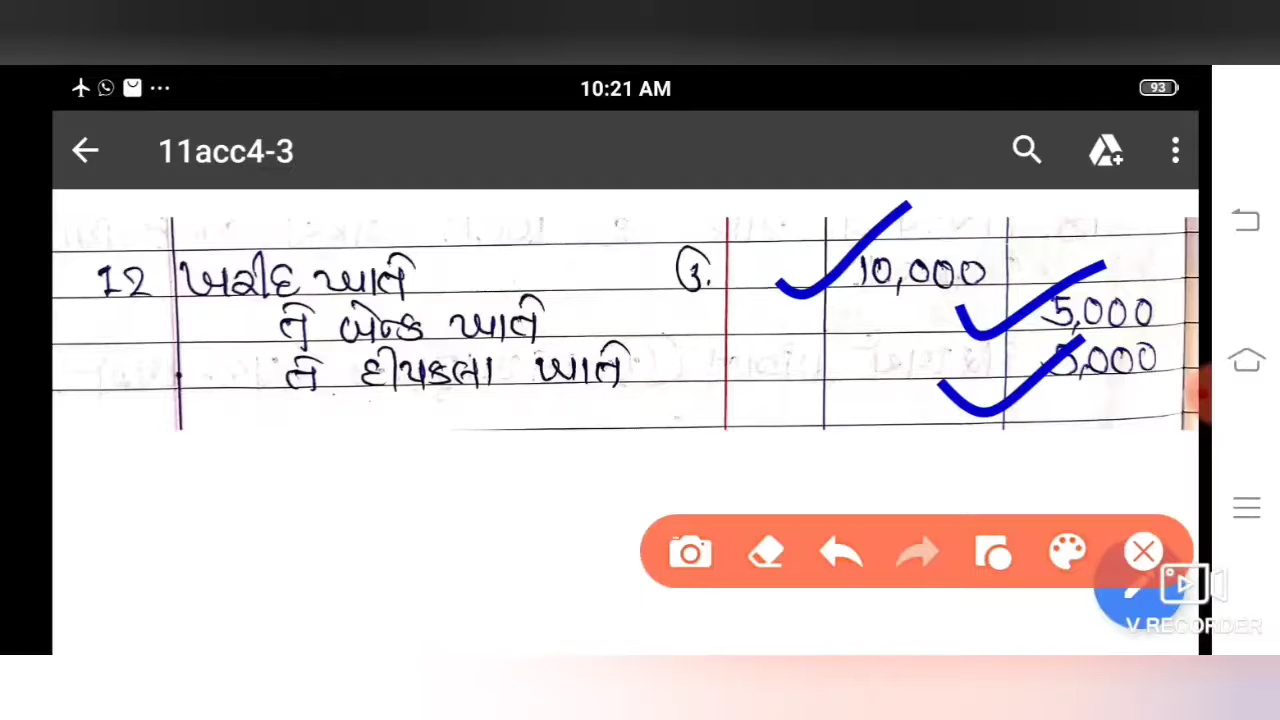 10:21 AM
93
11acc4-3
12 ખરીદ ખાતે ઉ. 10,000
તે બેન્ક ખાતે 5,000
તે દીપકલા ખાતે 5,000
V RECORDER